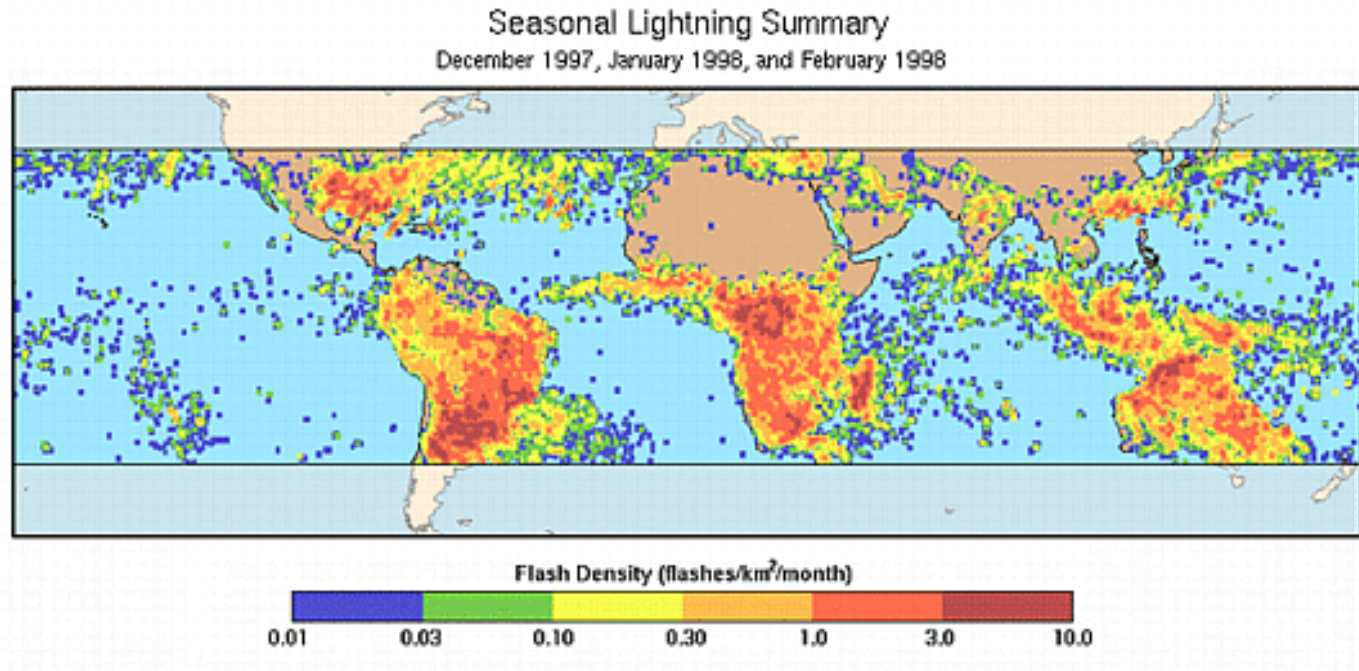 Seasonal Lightning Summary
December 1997, January 1998, and February 1998
Flash Density (flashes/km²/month)
0.01 0.03 0.10 0.30 1.0 3.0 10.0